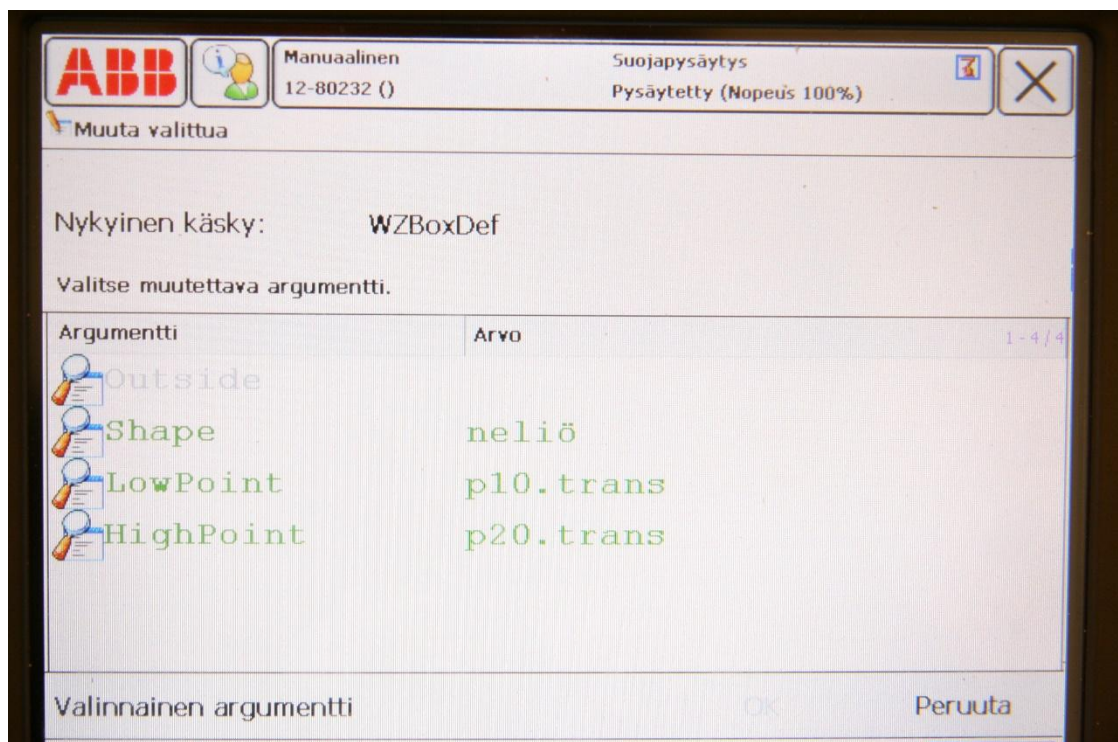 ABB
Manuaalinen
12-80232 ()
Suojapysäytys
Pysäytetty (Nopeus 100%)
Muuta valittua
Nykyinen käsky: WZBoxDef
Valitse muutettava argumentti.
Argumentti Arvo 1-4/4
Outside
Shape neliö
LowPoint p10.trans
HighPoint p20.trans
Valinnainen argumentti OK Peruuta